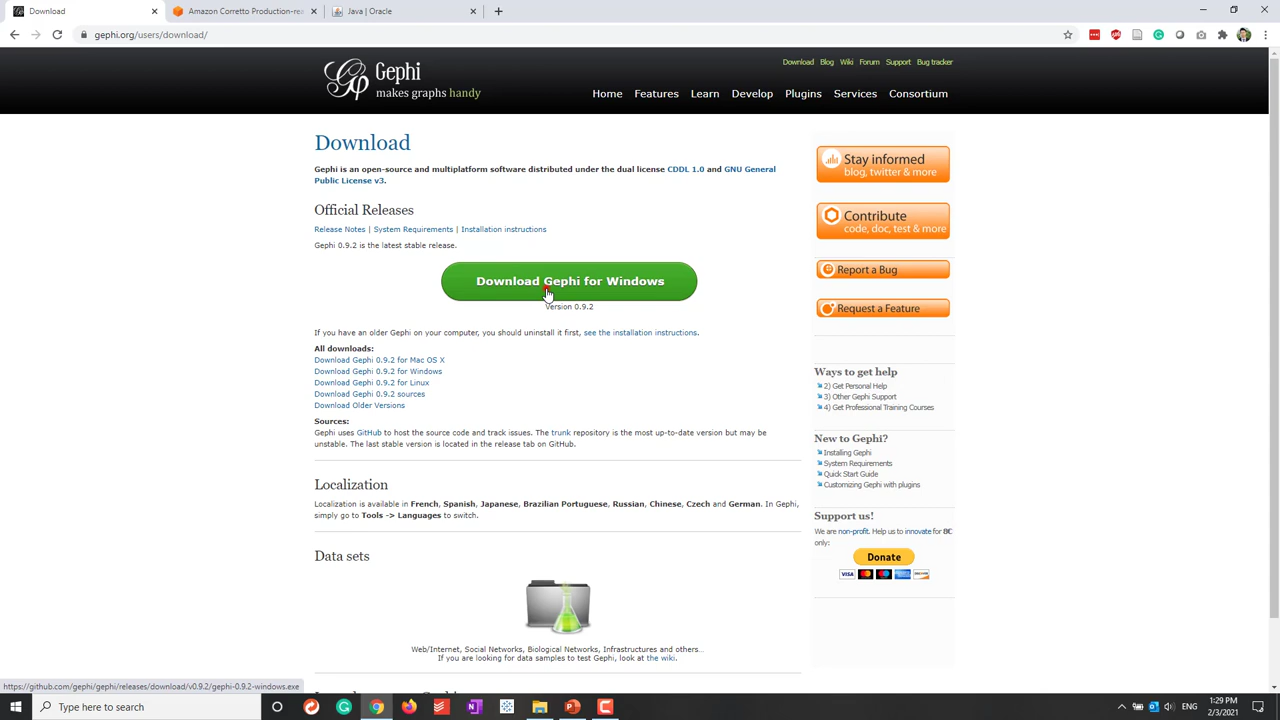 Download
Amazon Corretto Production-re
Java | Oracle
gephi.org/users/download/
Gephi
makes graphs handy
Download Blog Wiki Forum Support Bug tracker
Home Features Learn Develop Plugins Services Consortium
Download
Gephi is an open-source and multiplatform software distributed under the dual license CDDL 1.0 and GNU General
Public License v3.
Official Releases
Release Notes | System Requirements | Installation instructions
Gephi 0.9.2 is the latest stable release.
Download Gephi for Windows
Version 0.9.2
If you have an older Gephi on your computer, you should uninstall it first, see the installation instructions.
All downloads:
Download Gephi 0.9.2 for Mac OS X
Download Gephi 0.9.2 for Windows
Download Gephi 0.9.2 for Linux
Download Gephi 0.9.2 sources
Download Older Versions
Sources:
Gephi uses GitHub to host the source code and track issues. The trunk repository is the most up-to-date version but may be
unstable. The last stable version is located in the release tab on GitHub.
Localization
Localization is available in French, Spanish, Japanese, Brazilian Portuguese, Russian, Chinese, Czech and German. In Gephi,
simply go to Tools -> Languages to switch.
Data sets
Web/Internet, Social Networks, Biological Networks, Infrastructures and others...
If you are looking for data samples to test Gephi, look at the wiki.
Stay informed
blog, twitter & more
Contribute
code, doc, test & more
Report a Bug
Request a Feature
Ways to get help
2) Get Personal Help
3) Other Gephi Support
4) Get Professional Training Courses
New to Gephi?
Installing Gephi
System Requirements
Quick Start Guide
Customizing Gephi with plugins
Support us!
We are non-profit. Help us to innovate for 8€
only:
Donate
VISA
https://github.com/gephi/gephi/releases/download/v0.9.2/gephi-0.9.2-windows.exe
Type here to search
ENG
1:29 PM
2/3/2021